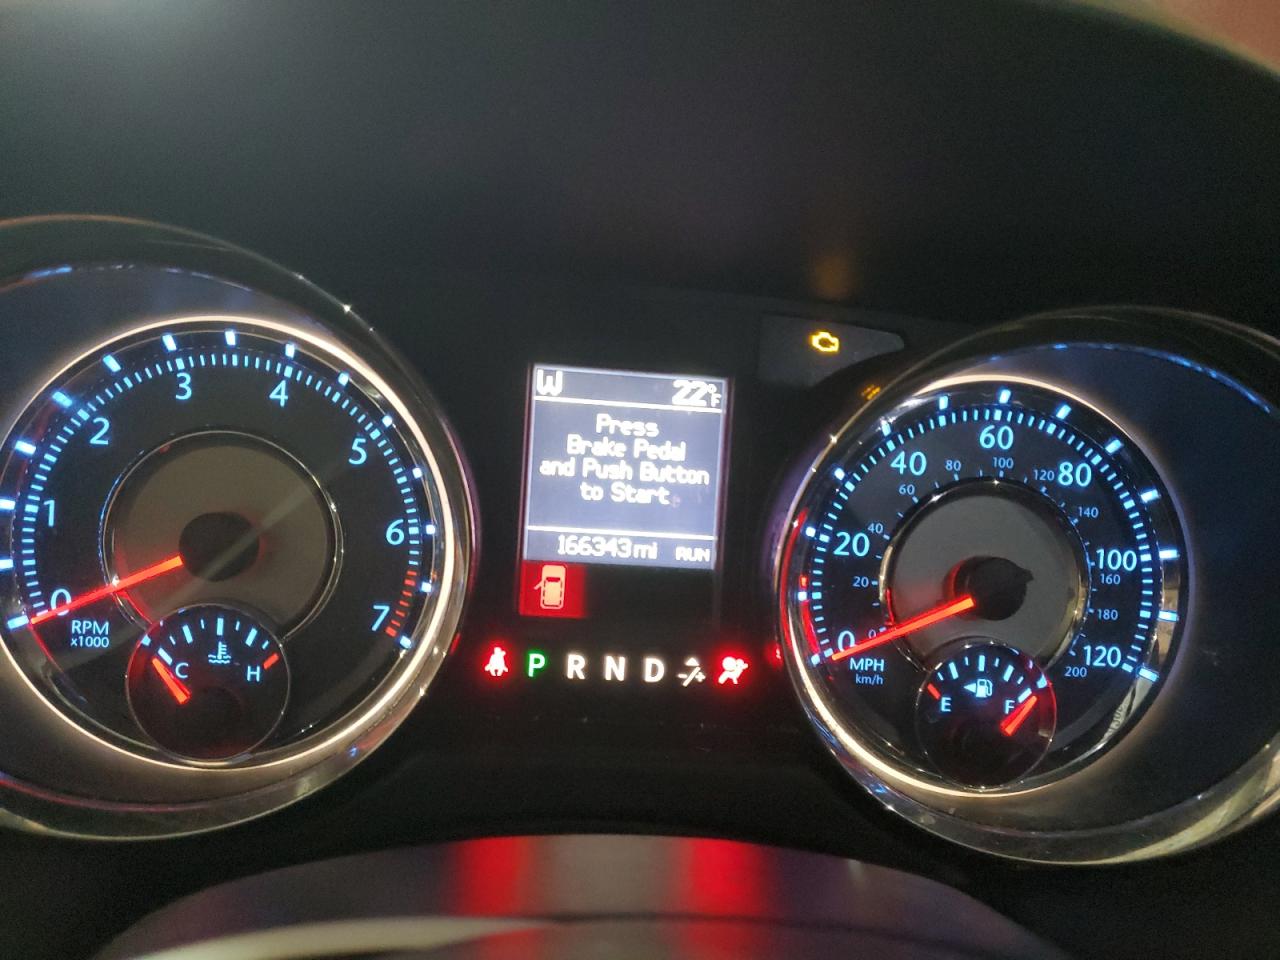 W 22°F
Press
Brake Pedal
and Push Button
to Start
166343mi RUN
0 1 2 3 4 5 6 7
RPM
x1000
C H
P R N D
0 20 40 60 80 100 120
0 20 40 60 80 100 120 140 160 180 200
MPH
km/h
E F